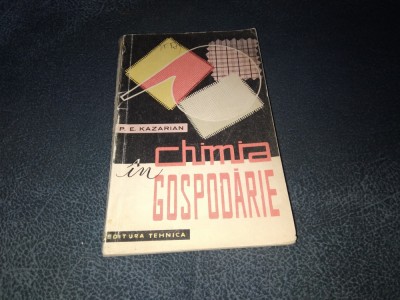 P. E. KAZARIAN
chimia
în
GOSPODĂRIE
EDITURA TEHNICA